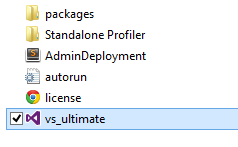 packages
Standalone Profiler
AdminDeployment
autorun
license
vs_ultimate